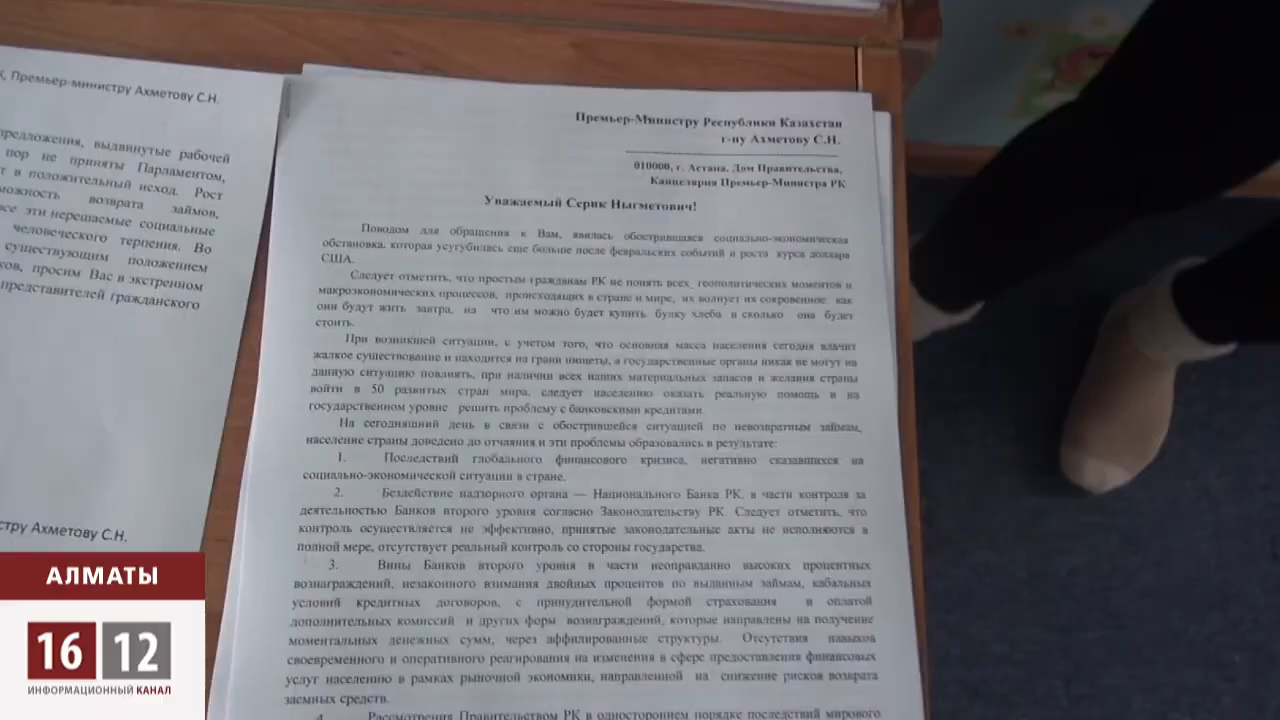 Премьер-министру Ахметову С.Н.
предложения, выдвинутые рабочей
пор не приняты Парламентом,
т в положительный исход. Рост
можность возврата займов,
все эти нерешаемые социальные
человеческого терпения. Во
существующим положением
ков, просим Вас в экстренном
представителей гражданского
стру Ахметову С.Н.
Премьер-Министру Республики Казахстан
г-ну Ахметову С.Н.
010000, г. Астана, Дом Правительства,
Канцелярия Премьер-Министра РК
Уважаемый Серик Ныгметович!
Поводом для обращения к Вам, явилась обострившаяся социально-экономическая
обстановка, которая усугубилась еще больше после февральских событий и роста курса доллара
США.
Следует отметить, что простым гражданам РК не понять всех геополитических моментов и
макроэкономических процессов, происходящих в стране и мире, их волнует их сокровенное: как
они будут жить завтра, на что им можно будет купить булку хлеба и сколько она будет
стоить.
При возникшей ситуации, с учетом того, что основная масса населения сегодня влачит
жалкое существование и находится на грани нищеты, а государственные органы никак не могут на
данную ситуацию повлиять, при наличии всех наших материальных запасов и желания страны
войти в 50 развитых стран мира, следует населению оказать реальную помощь и на
государственном уровне решить проблему с банковскими кредитами.
На сегодняшний день в связи с обострившейся ситуацией по невозвратным займам,
население страны доведено до отчаяния и эти проблемы образовались в результате:
1. Последствий глобального финансового кризиса, негативно сказавшихся на
социально-экономической ситуации в стране.
2. Бездействие надзорного органа — Национального Банка РК, в части контроля за
деятельностью Банков второго уровня согласно Законодательству РК. Следует отметить, что
контроль осуществляется не эффективно, принятые законодательные акты не исполняются в
полной мере, отсутствует реальный контроль со стороны государства.
3. Вины Банков второго уровня в части неоправданно высоких процентных
вознаграждений, незаконного взимания двойных процентов по выданным займам, кабальных
условий кредитных договоров, с принудительной формой страхования и оплатой
дополнительных комиссий и других форм вознаграждений, которые направлены на получение
моментальных денежных сумм, через аффилированные структуры. Отсутствия навыков
своевременного и оперативного реагирования на изменения в сфере предоставления финансовых
услуг населению в рамках рыночной экономики, направленной на снижение рисков возврата
заемных средств.
4. Рассмотрения Правительством РК в одностороннем порядке последствий мирового
АЛМАТЫ
16 12
ИНФОРМАЦИОННЫЙ КАНАЛ